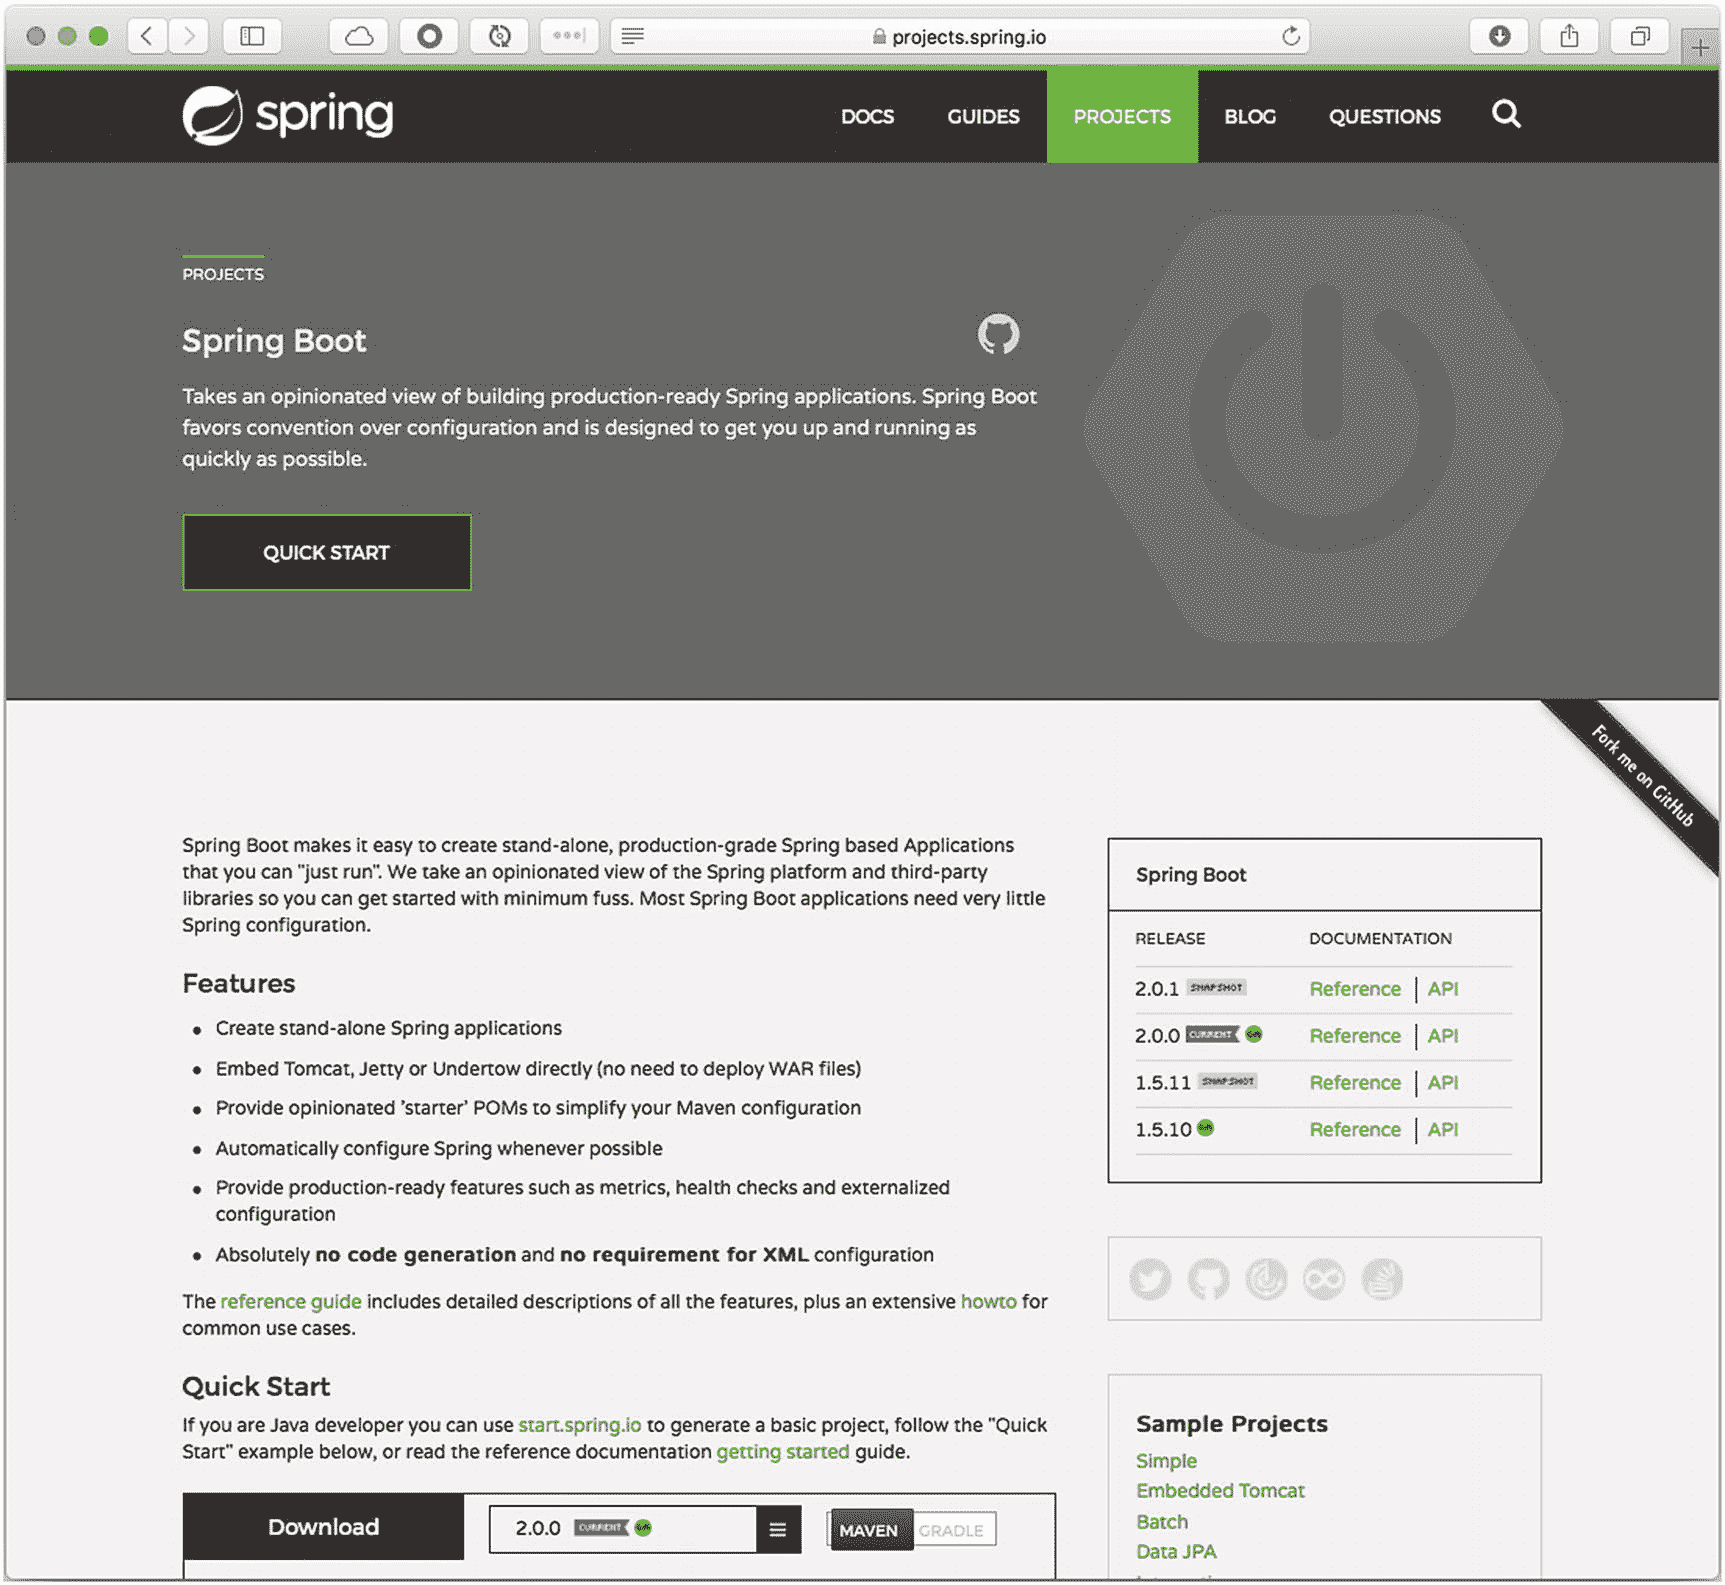 projects.spring.io
spring
DOCS GUIDES PROJECTS BLOG QUESTIONS
PROJECTS
Spring Boot
Takes an opinionated view of building production-ready Spring applications. Spring Boot
favors convention over configuration and is designed to get you up and running as
quickly as possible.
QUICK START
Fork me on GitHub
Spring Boot makes it easy to create stand-alone, production-grade Spring based Applications
that you can "just run". We take an opinionated view of the Spring platform and third-party
libraries so you can get started with minimum fuss. Most Spring Boot applications need very little
Spring configuration.
Features
Create stand-alone Spring applications
Embed Tomcat, Jetty or Undertow directly (no need to deploy WAR files)
Provide opinionated 'starter' POMs to simplify your Maven configuration
Automatically configure Spring whenever possible
Provide production-ready features such as metrics, health checks and externalized
configuration
Absolutely no code generation and no requirement for XML configuration
The reference guide includes detailed descriptions of all the features, plus an extensive howto for
common use cases.
Quick Start
If you are Java developer you can use start.spring.io to generate a basic project, follow the "Quick
Start" example below, or read the reference documentation getting started guide.
Download 2.0.0 CURRENT GA MAVEN GRADLE
Spring Boot
RELEASE DOCUMENTATION
2.0.1 SNAPSHOT Reference | API
2.0.0 CURRENT GA Reference | API
1.5.11 SNAPSHOT Reference | API
1.5.10 GA Reference | API
Sample Projects
Simple
Embedded Tomcat
Batch
Data JPA